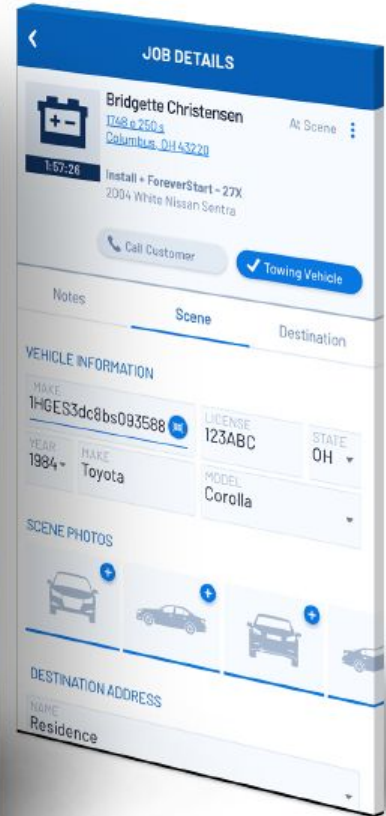 JOB DETAILS
Bridgette Christensen
At Scene
1748 e 250 s
Columbus, OH 43220
1:57:26
Install + ForeverStart - 27X
2004 White Nissan Sentra
Call Customer
Towing Vehicle
Notes
Scene
Destination
VEHICLE INFORMATION
MAKE
1HGES3dc8bs093588
LICENSE
123ABC
STATE
OH
YEAR
1984
MAKE
Toyota
MODEL
Corolla
SCENE PHOTOS
DESTINATION ADDRESS
NAME
Residence